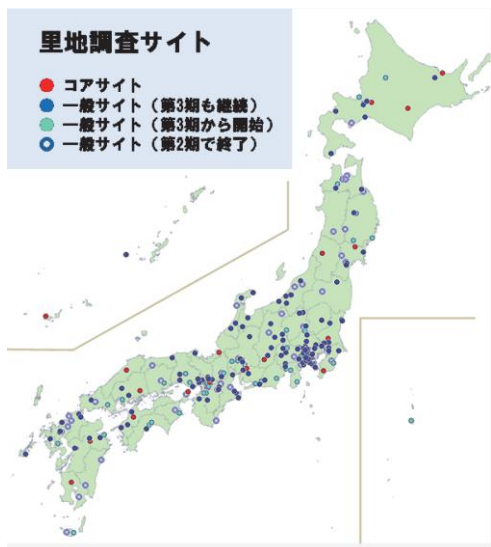 里地調査サイト
コアサイト
一般サイト（第3期も継続）
一般サイト（第3期から開始）
一般サイト（第2期で終了）